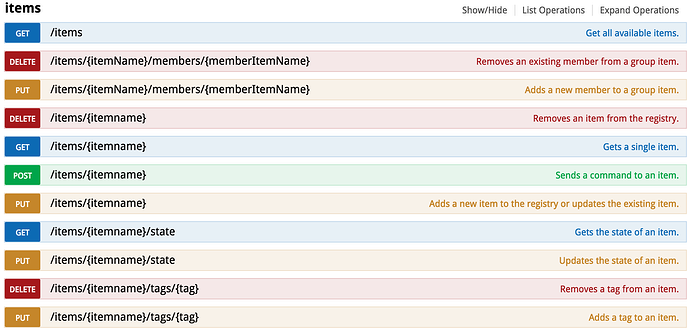 items Show/Hide List Operations Expand Operations
GET /items Get all available items.
DELETE /items/{itemName}/members/{memberItemName} Removes an existing member from a group item.
PUT /items/{itemName}/members/{memberItemName} Adds a new member to a group item.
DELETE /items/{itemname} Removes an item from the registry.
GET /items/{itemname} Gets a single item.
POST /items/{itemname} Sends a command to an item.
PUT /items/{itemname} Adds a new item to the registry or updates the existing item.
GET /items/{itemname}/state Gets the state of an item.
PUT /items/{itemname}/state Updates the state of an item.
DELETE /items/{itemname}/tags/{tag} Removes a tag from an item.
PUT /items/{itemname}/tags/{tag} Adds a tag to an item.